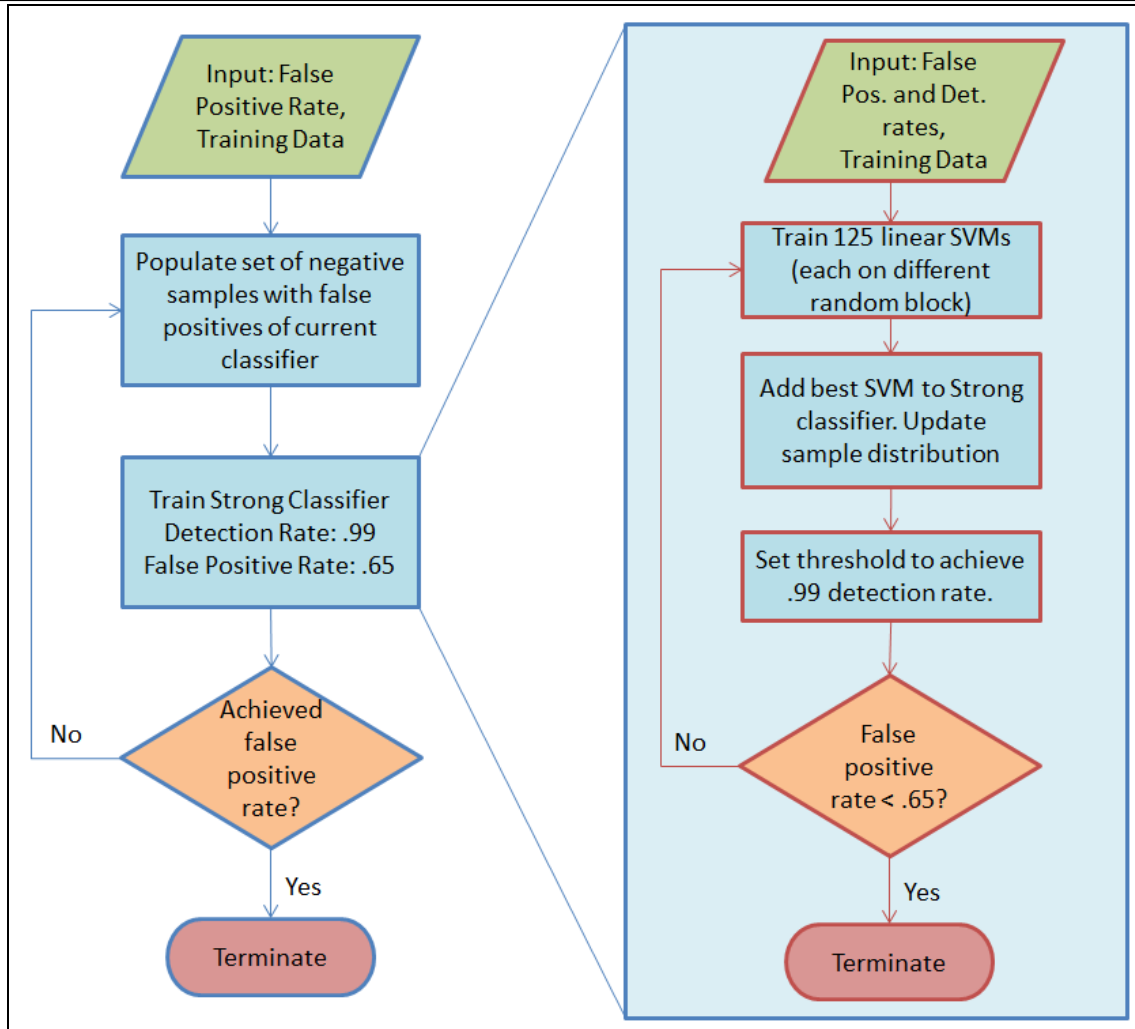 Input: False
Positive Rate,
Training Data
Populate set of negative
samples with false
positives of current
classifier
Train Strong Classifier
Detection Rate: .99
False Positive Rate: .65
Achieved
false
positive
rate?
No
Yes
Terminate
Input: False
Pos. and Det.
rates,
Training Data
Train 125 linear SVMs
(each on different
random block)
Add best SVM to Strong
classifier. Update
sample distribution
Set threshold to achieve
.99 detection rate.
False
positive
rate < .65?
No
Yes
Terminate